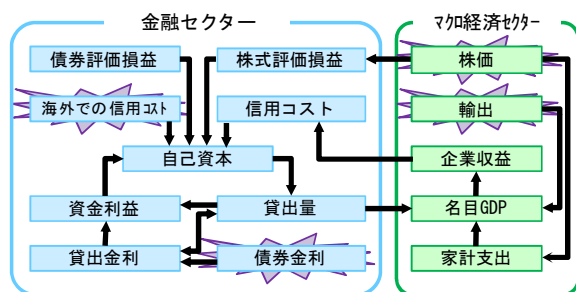 金融セクター
マクロ経済セクター
債券評価損益
株式評価損益
株価
海外での信用コスト
信用コスト
輸出
自己資本
企業収益
資金利益
貸出量
名目GDP
貸出金利
債券金利
家計支出